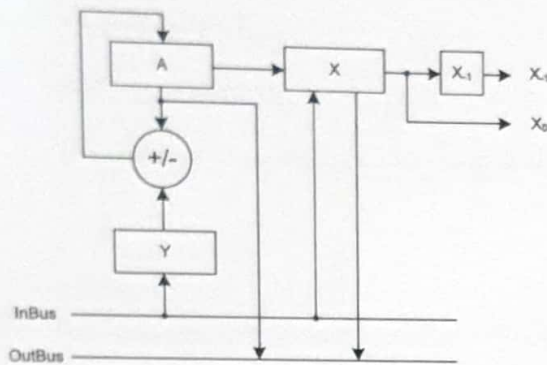 A
X
X-1
X-1
X0
+/-
Y
InBus
OutBus